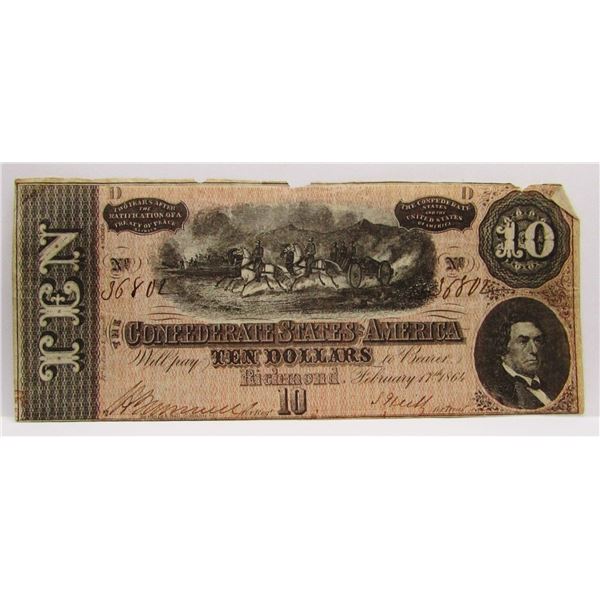 D
D
TEN
TWO YEARS AFTER
THE
RATIFICATION OF A
TREATY OF PEACE
THE CONFEDERATE
STATES
AND THE
UNITED STATES
OF AMERICA
10
No
No
36801
THE
CONFEDERATE STATES OF AMERICA
Will pay TEN DOLLARS to Bearer
Richmond February 17th 1864
10